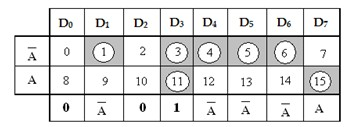 D₀ D₁ D₂ D₃ D₄ D₅ D₆ D₇
A̅ 0 1 2 3 4 5 6 7
A 8 9 10 11 12 13 14 15
0 A̅ 0 1 A̅ A̅ A̅ A